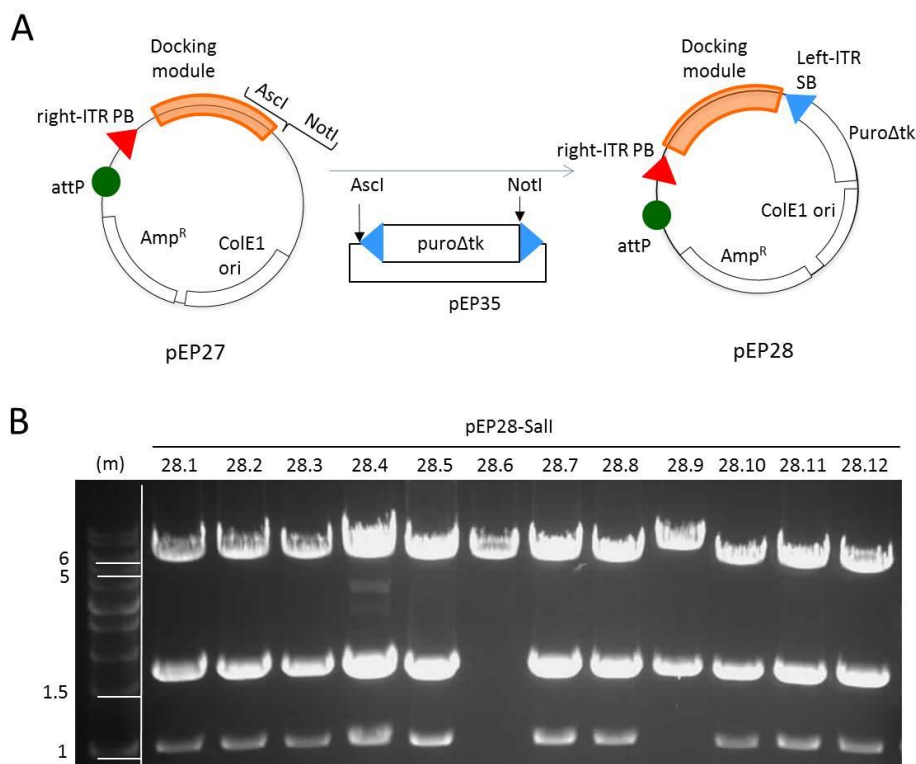 A
Docking
module
AscI
NotI
right-ITR PB
attP
Amp^R
ColE1
ori
pEP27
AscI
NotI
puroΔtk
pEP35
Docking
module
Left-ITR
SB
PuroΔtk
right-ITR PB
attP
ColE1 ori
Amp^R
pEP28
B
pEP28-SalI
(m) 28.1 28.2 28.3 28.4 28.5 28.6 28.7 28.8 28.9 28.10 28.11 28.12
6
5
1.5
1